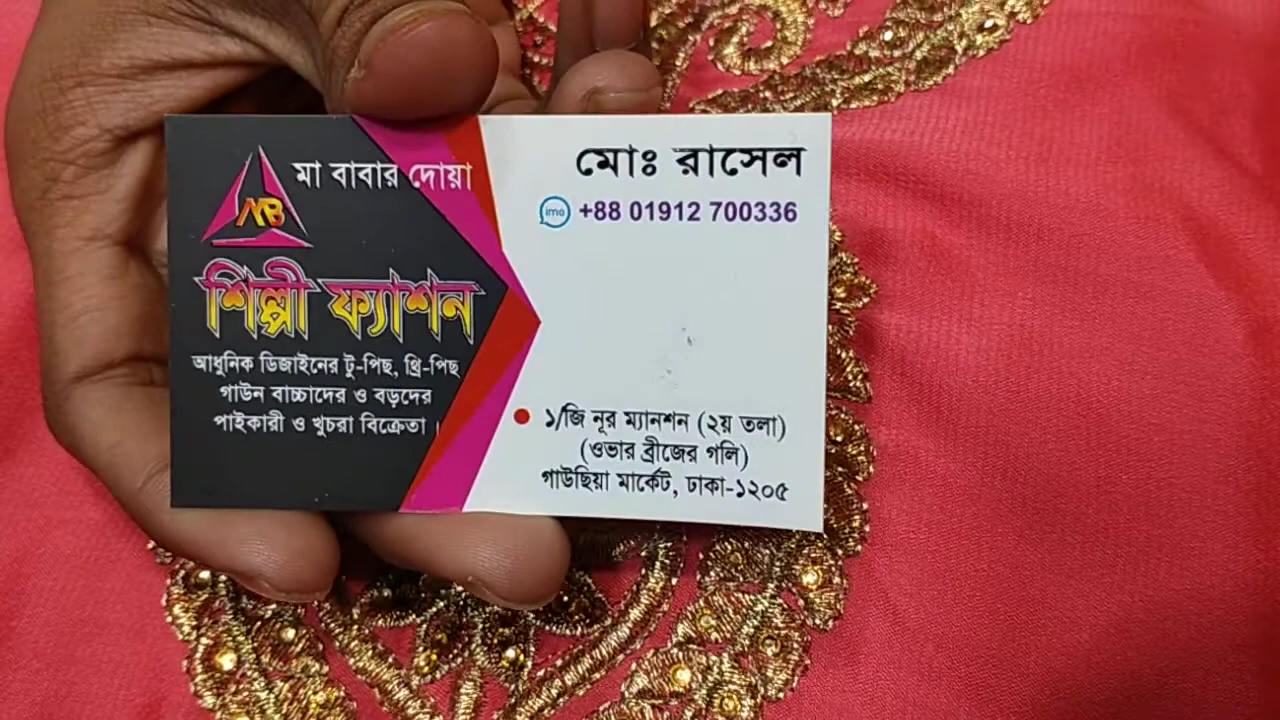 মা বাবার দোয়া
NB
শিল্পী ফ্যাশন
আধুনিক ডিজাইনের টু-পিছ, থ্রি-পিছ
গাউন বাচ্চাদের ও বড়দের
পাইকারী ও খুচরা বিক্রেতা।
মোঃ রাসেল
imo +88 01912 700336
১/জি নূর ম্যানশন (২য় তলা)
(ওভার ব্রীজের গলি)
গাউছিয়া মার্কেট, ঢাকা-১২০৫